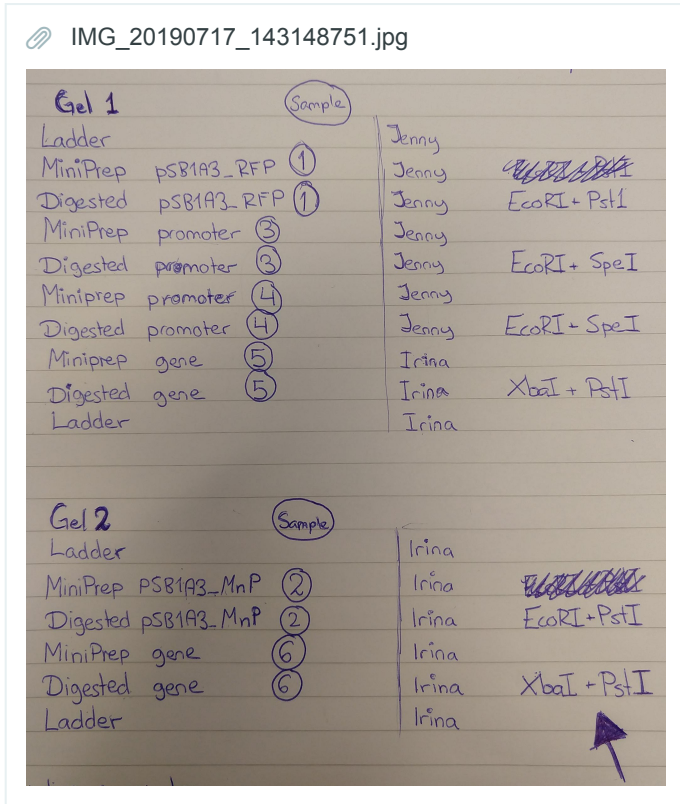 IMG_20190717_143148751.jpg
Gel 1 Sample
Ladder Jenny
MiniPrep pSB1A3_RFP 1 Jenny
Digested pSB1A3_RFP 1 Jenny EcoRI + Pst1
MiniPrep promoter 3 Jenny
Digested promoter 3 Jenny EcoRI + SpeI
Miniprep promoter 4 Jenny
Digested promoter 4 Jenny EcoRI + SpeI
Miniprep gene 5 Irina
Digested gene 5 Irina XbaI + PstI
Ladder Irina
Gel 2 Sample
Ladder Irina
MiniPrep pSB1A3_MnP 2 Irina
Digested pSB1A3_MnP 2 Irina EcoRI+PstI
MiniPrep gene 6 Irina
Digested gene 6 Irina XbaI + PstI
Ladder Irina